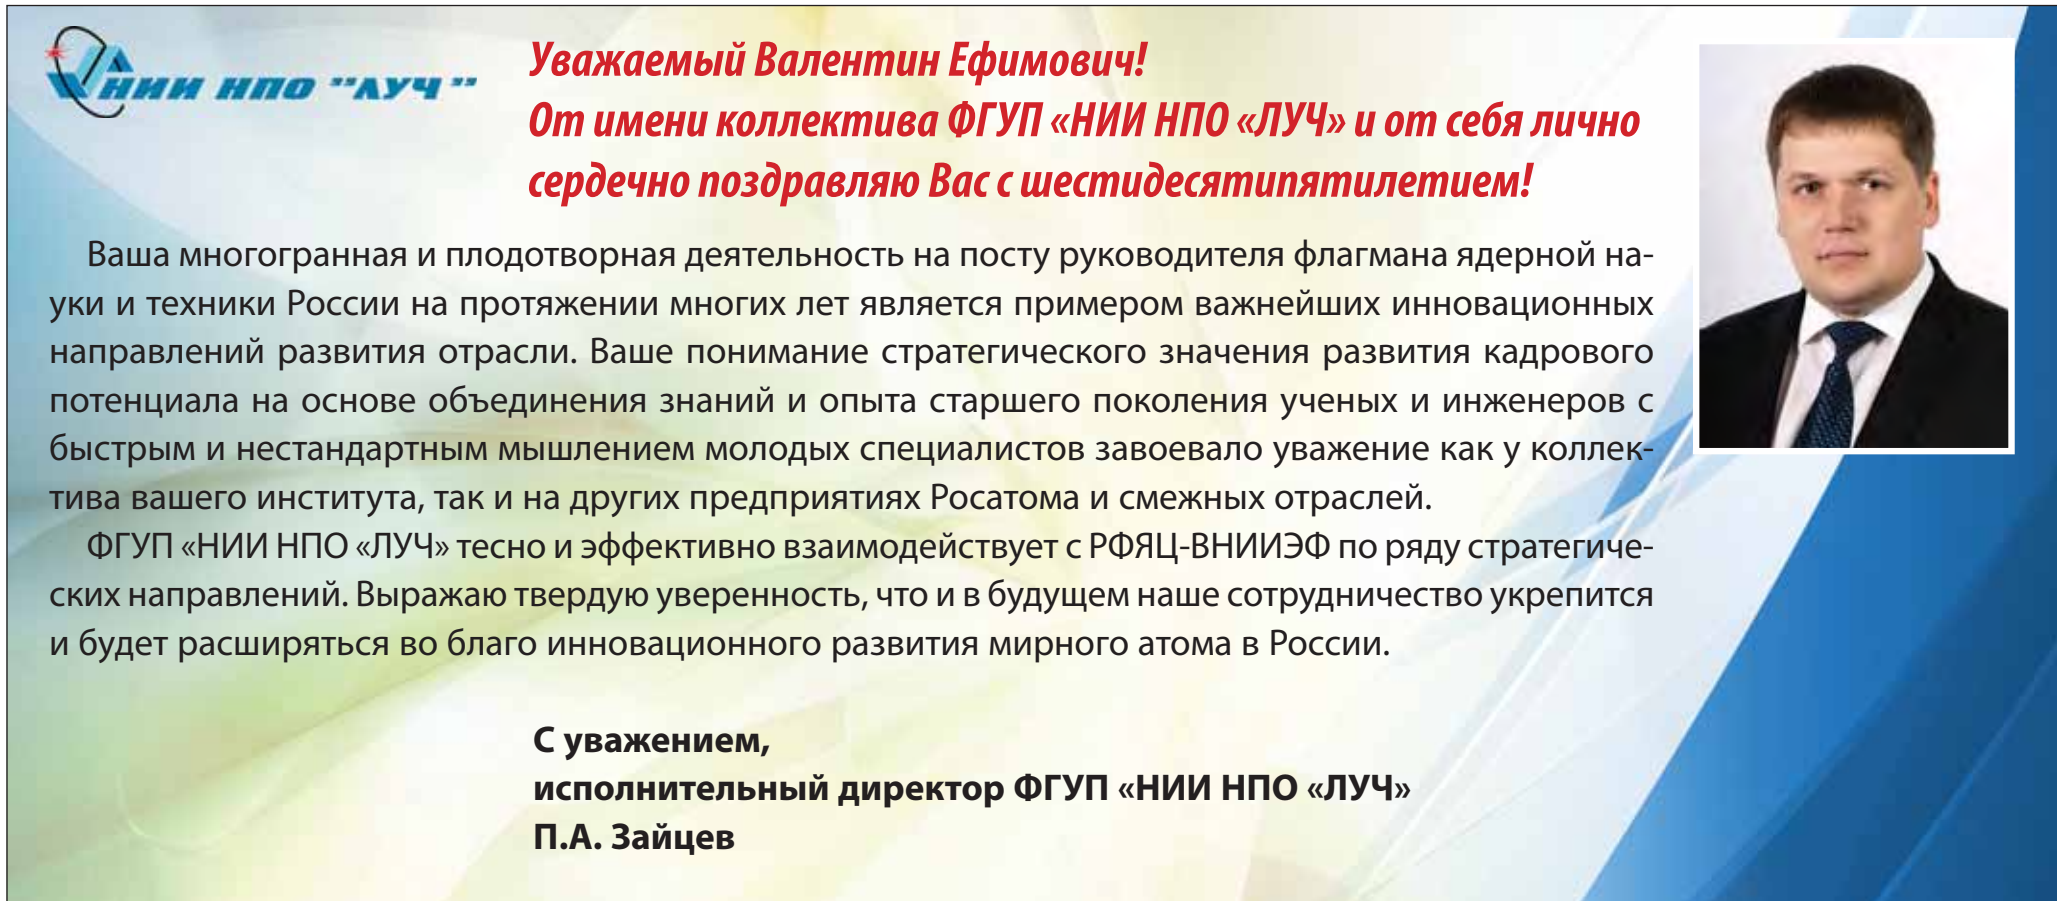 НИИ НПО "ЛУЧ"
Уважаемый Валентин Ефимович!
От имени коллектива ФГУП «НИИ НПО «ЛУЧ» и от себя лично
сердечно поздравляю Вас с шестидесятипятилетием!
Ваша многогранная и плодотворная деятельность на посту руководителя флагмана ядерной на-
уки и техники России на протяжении многих лет является примером важнейших инновационных
направлений развития отрасли. Ваше понимание стратегического значения развития кадрового
потенциала на основе объединения знаний и опыта старшего поколения ученых и инженеров с
быстрым и нестандартным мышлением молодых специалистов завоевало уважение как у коллек-
тива вашего института, так и на других предприятиях Росатома и смежных отраслей.
ФГУП «НИИ НПО «ЛУЧ» тесно и эффективно взаимодействует с РФЯЦ-ВНИИЭФ по ряду стратегиче-
ских направлений. Выражаю твердую уверенность, что и в будущем наше сотрудничество укрепится
и будет расширяться во благо инновационного развития мирного атома в России.
С уважением,
исполнительный директор ФГУП «НИИ НПО «ЛУЧ»
П.А. Зайцев